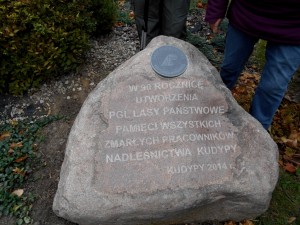 W 90 ROCZNICĘ
UTWORZENIA
PGL LASY PAŃSTWOWE
PAMIĘCI WSZYSTKICH
ZMARŁYCH PRACOWNIKÓW
NADLEŚNICTWA KUDYPY
KUDYPY 2014 r.